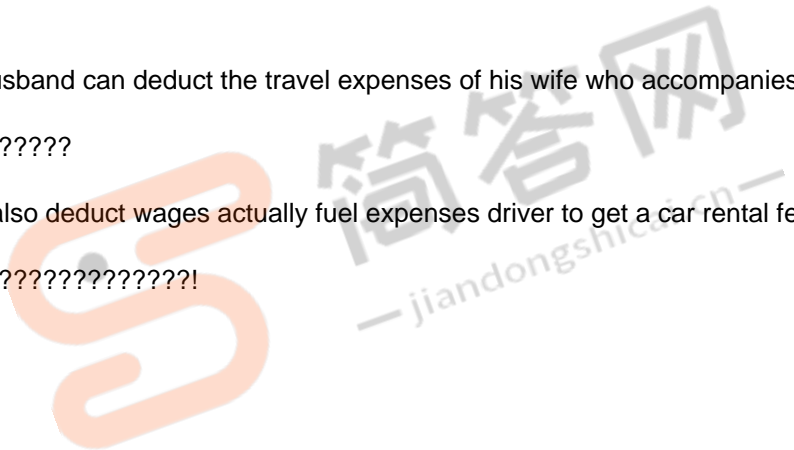 usband can deduct the travel expenses of his wife who accompanies
?????
also deduct wages actually fuel expenses driver to get a car rental fe
?????????????!
简答网
jiandongshicai.cn